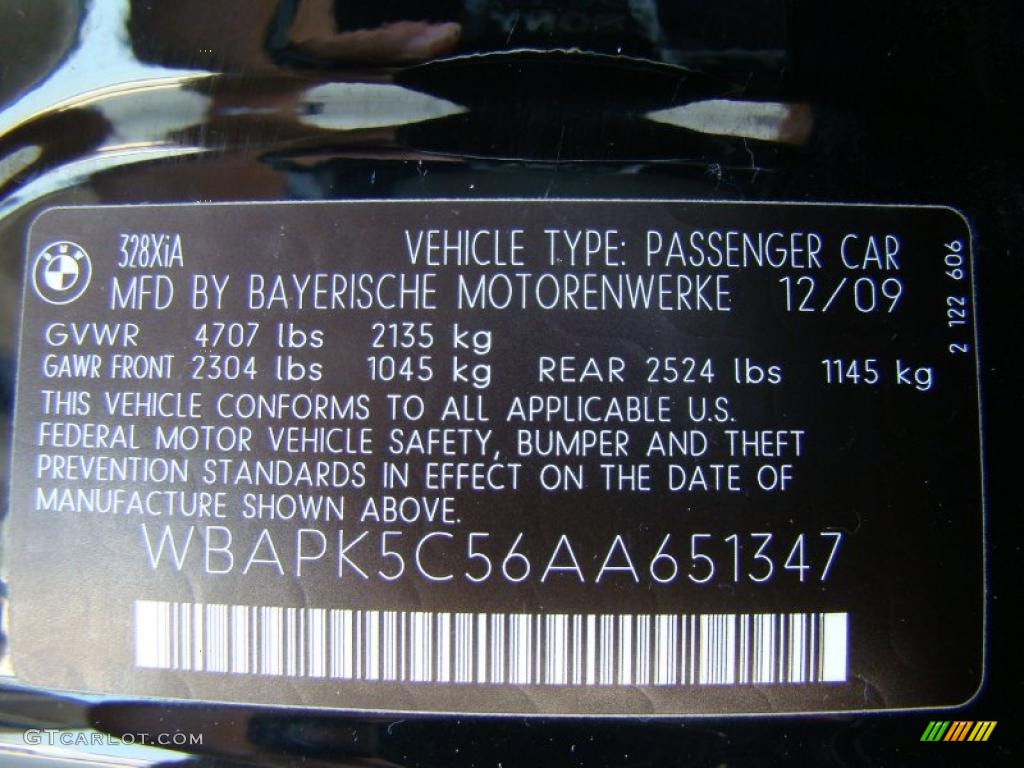 328XiA VEHICLE TYPE: PASSENGER CAR
MFD BY BAYERISCHE MOTORENWERKE 12/09
GVWR 4707 lbs 2135 kg
GAWR FRONT 2304 lbs 1045 kg REAR 2524 lbs 1145 kg
THIS VEHICLE CONFORMS TO ALL APPLICABLE U.S.
FEDERAL MOTOR VEHICLE SAFETY, BUMPER AND THEFT
PREVENTION STANDARDS IN EFFECT ON THE DATE OF
MANUFACTURE SHOWN ABOVE.
WBAPK5C56AA651347
2 122 606
GTCARLOT.COM